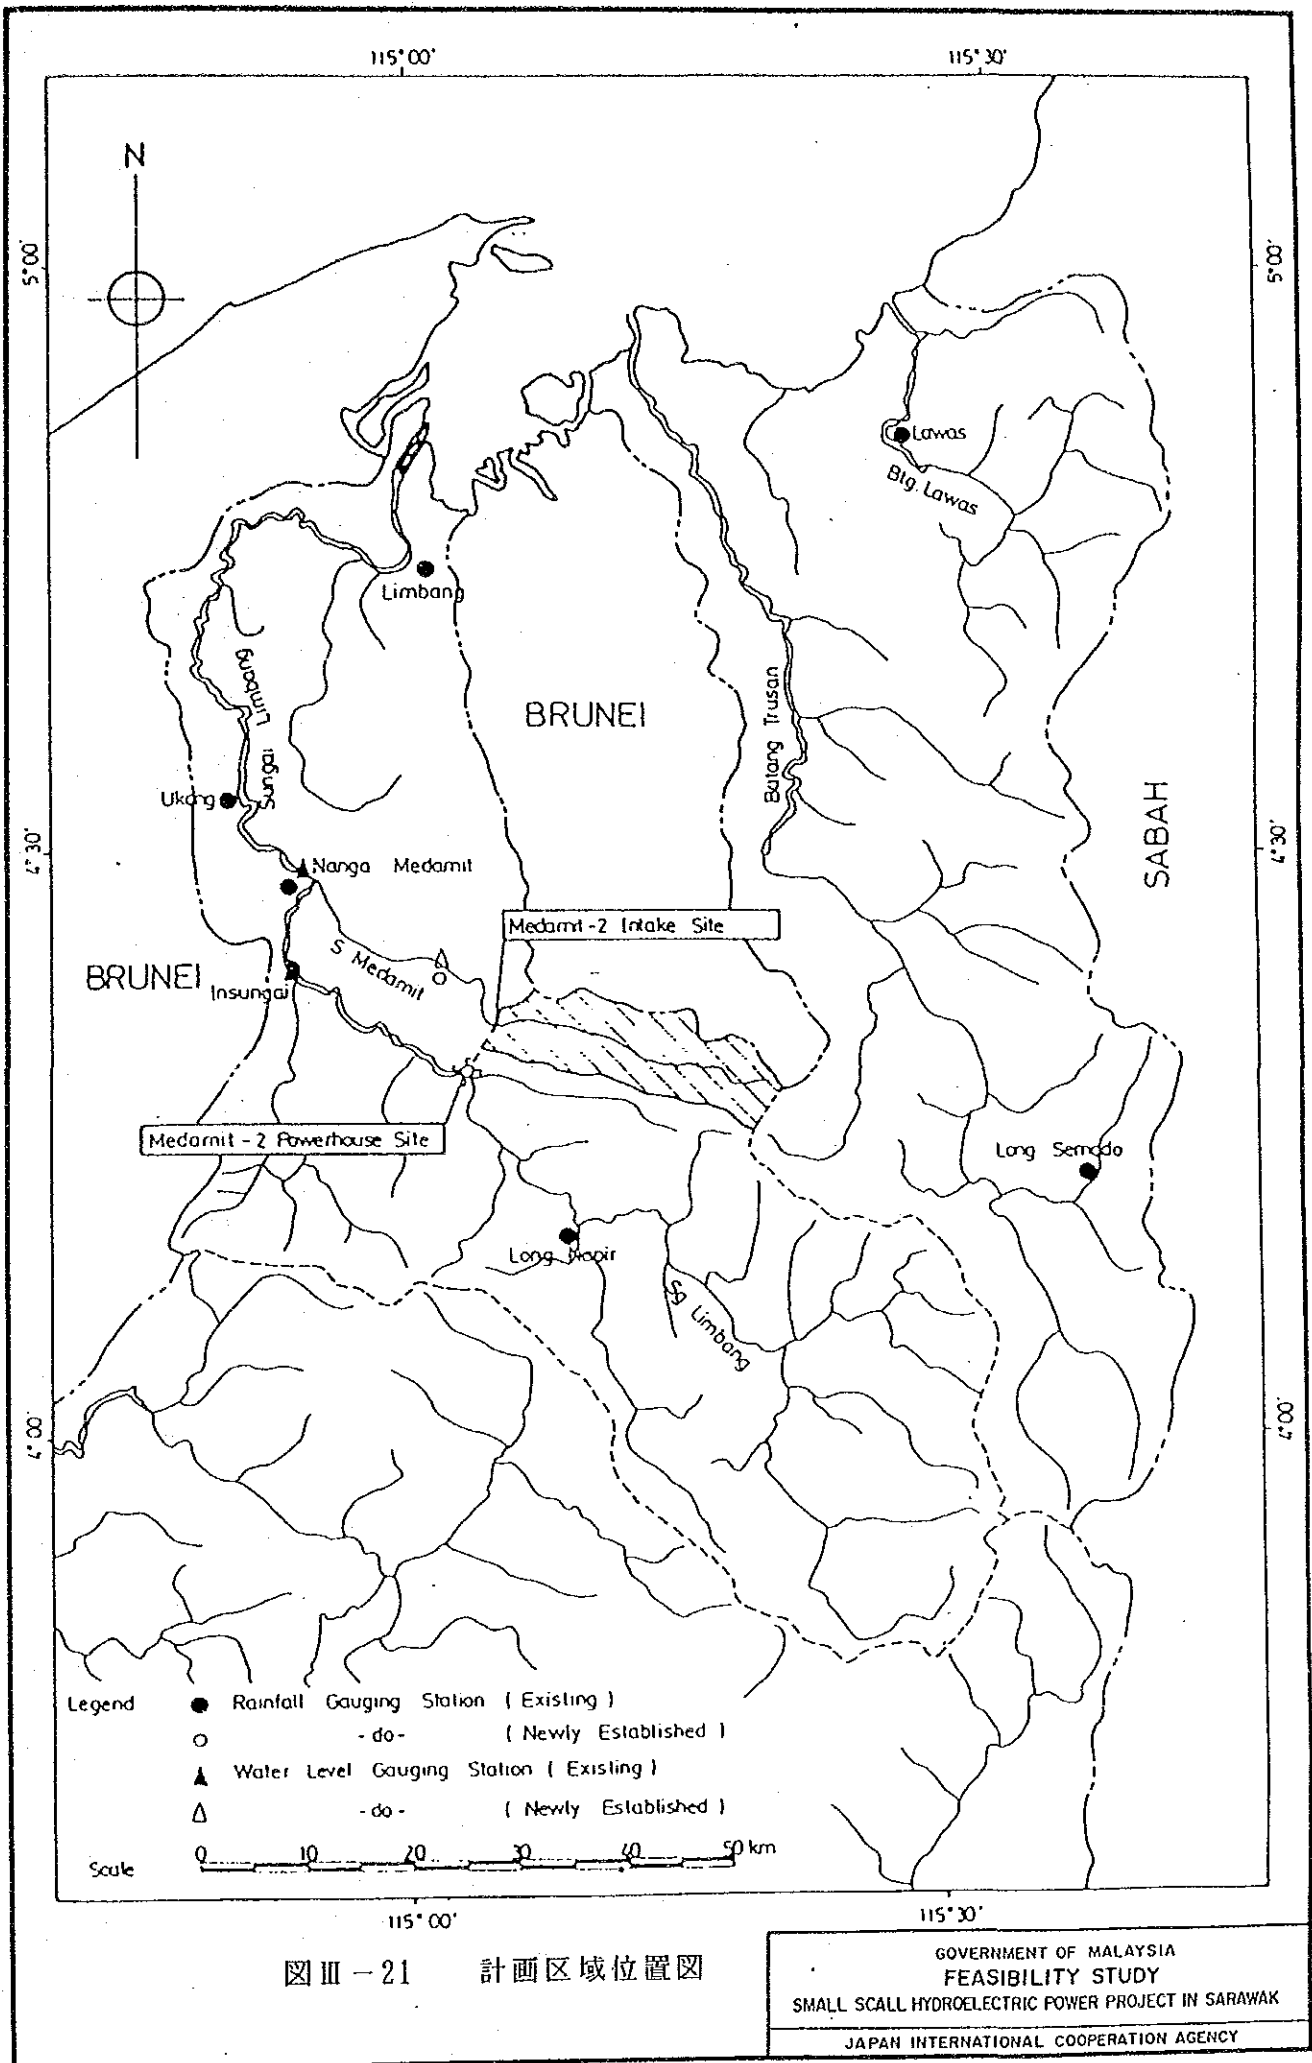 115°00'
115°30'
N
5°00'
5°00'
Lawas
Btg. Lawas
Limbang
Sungai Limbang
BRUNEI
Batang Trusan
SABAH
Ukong
4°30'
4°30'
Nanga Medamit
Medamit-2 Intake Site
S Medamit
BRUNEI
Insungai
Medamit-2 Powerhouse Site
Long Semado
Long Napir
Sg Limbang
4°00'
4°00'
Legend
Rainfall Gauging Station (Existing)
-do- (Newly Established)
Water Level Gauging Station (Existing)
-do- (Newly Established)
Scale 0 10 20 30 40 50 km
115°00'
115°30'
図Ⅲ-21 計画区域位置図
GOVERNMENT OF MALAYSIA
FEASIBILITY STUDY
SMALL SCALL HYDROELECTRIC POWER PROJECT IN SARAWAK
JAPAN INTERNATIONAL COOPERATION AGENCY